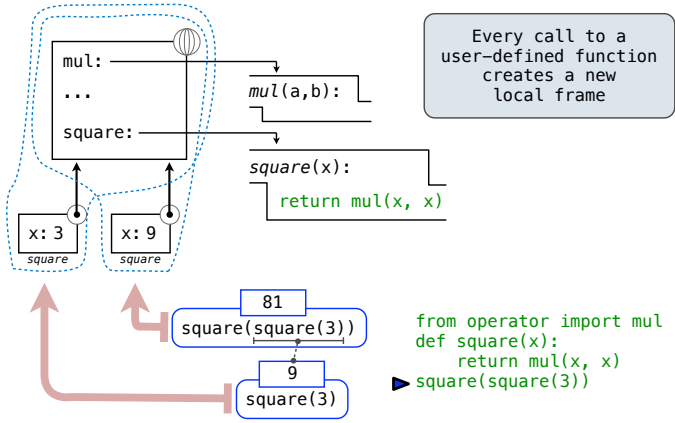 Every call to a
user-defined function
creates a new
local frame
mul:
...
square:
mul(a,b):
square(x):
return mul(x, x)
x: 3
square
x: 9
square
81
square(square(3))
9
square(3)
from operator import mul
def square(x):
    return mul(x, x)
square(square(3))